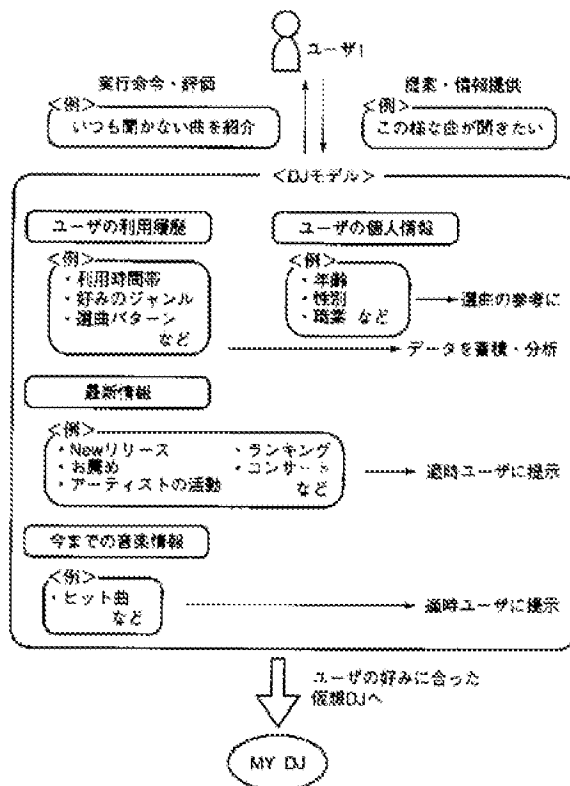 ユーザ1
実行命令・評価
提案・情報提供
<例>
いつも聞かない曲を紹介
<例>
この様な曲が聞きたい
<DJモデル>
ユーザの利用履歴
ユーザの個人情報
<例>
・利用時間帯
・好みのジャンル
・選曲パターン
など
<例>
・年齢
・性別
・職業 など
選曲の参考に
データを蓄積・分析
最新情報
<例>
・Newリリース
・お薦め
・アーティストの活動
・ランキング
・コンサート
など
適時ユーザに提示
今までの音楽情報
<例>
・ヒット曲
など
適時ユーザに提示
ユーザの好みに合った
仮想DJへ
MY DJ